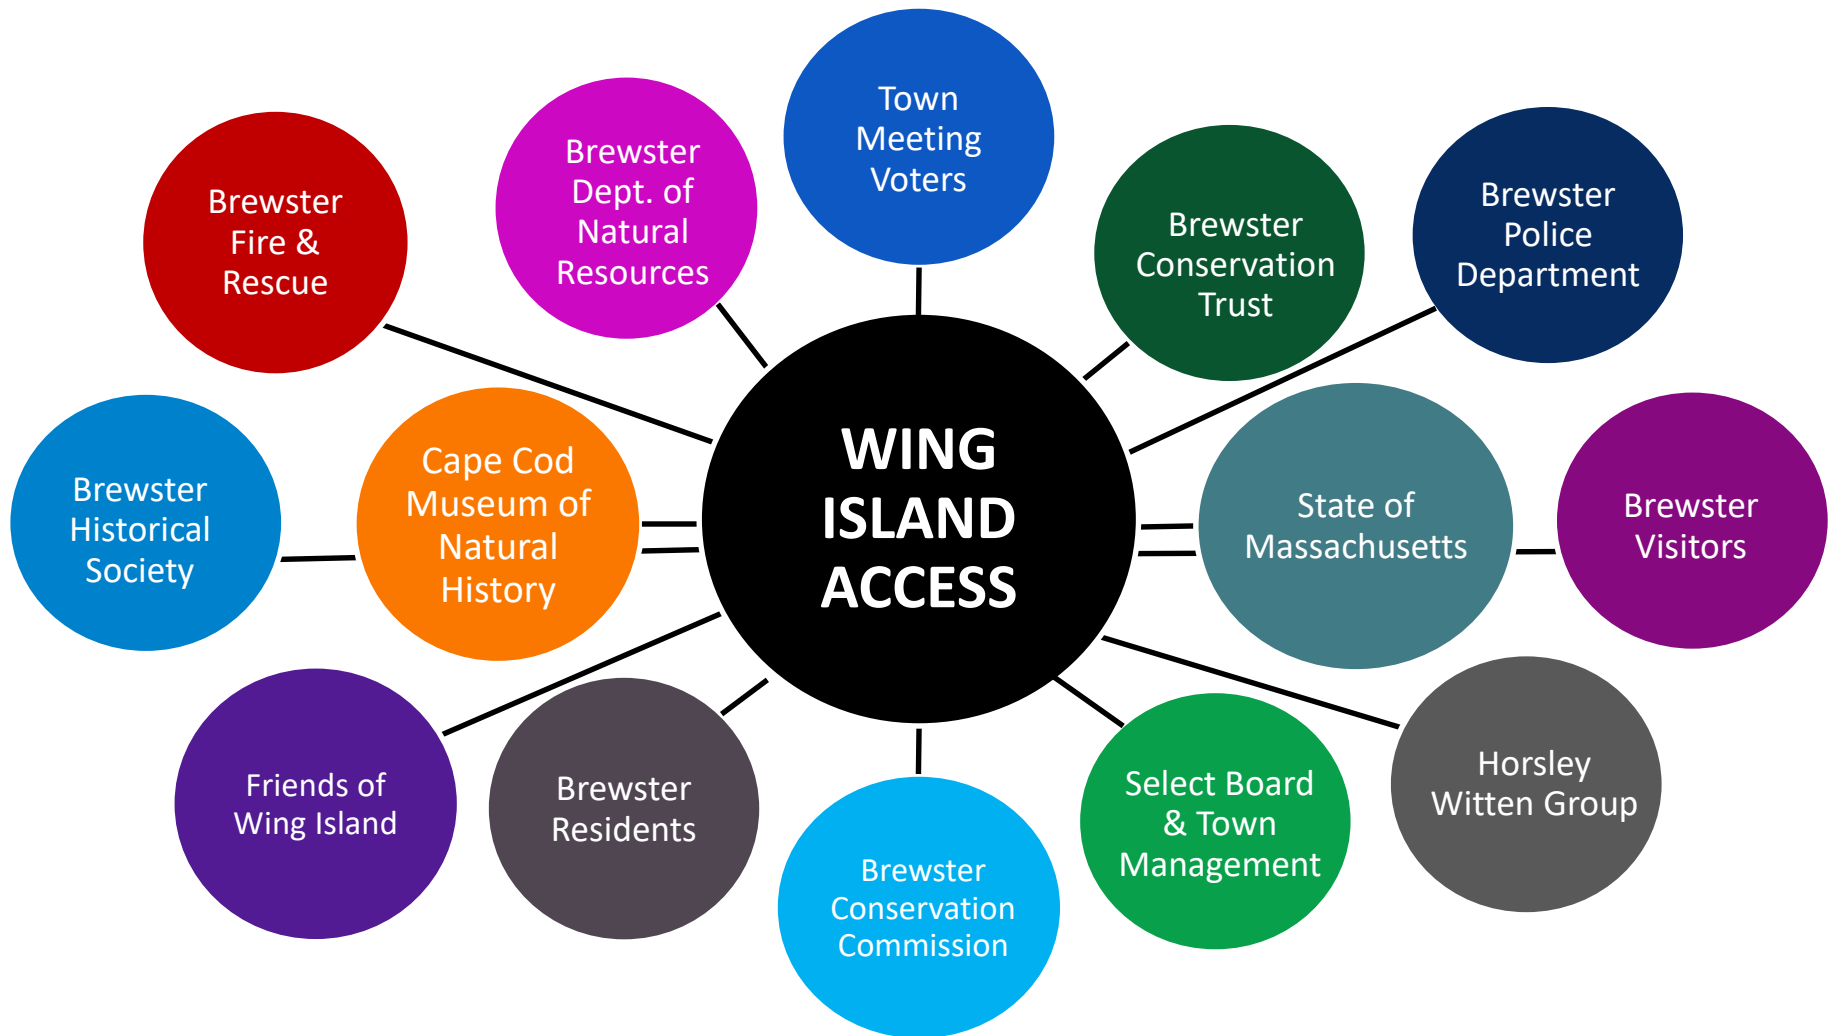 Town
Meeting
Voters
Brewster
Dept. of
Natural
Resources
Brewster
Fire &
Rescue
Brewster
Conservation
Trust
Brewster
Police
Department
Brewster
Historical
Society
Cape Cod
Museum of
Natural
History
WING
ISLAND
ACCESS
State of
Massachusetts
Brewster
Visitors
Friends of
Wing Island
Brewster
Residents
Brewster
Conservation
Commission
Select Board
& Town
Management
Horsley
Witten Group